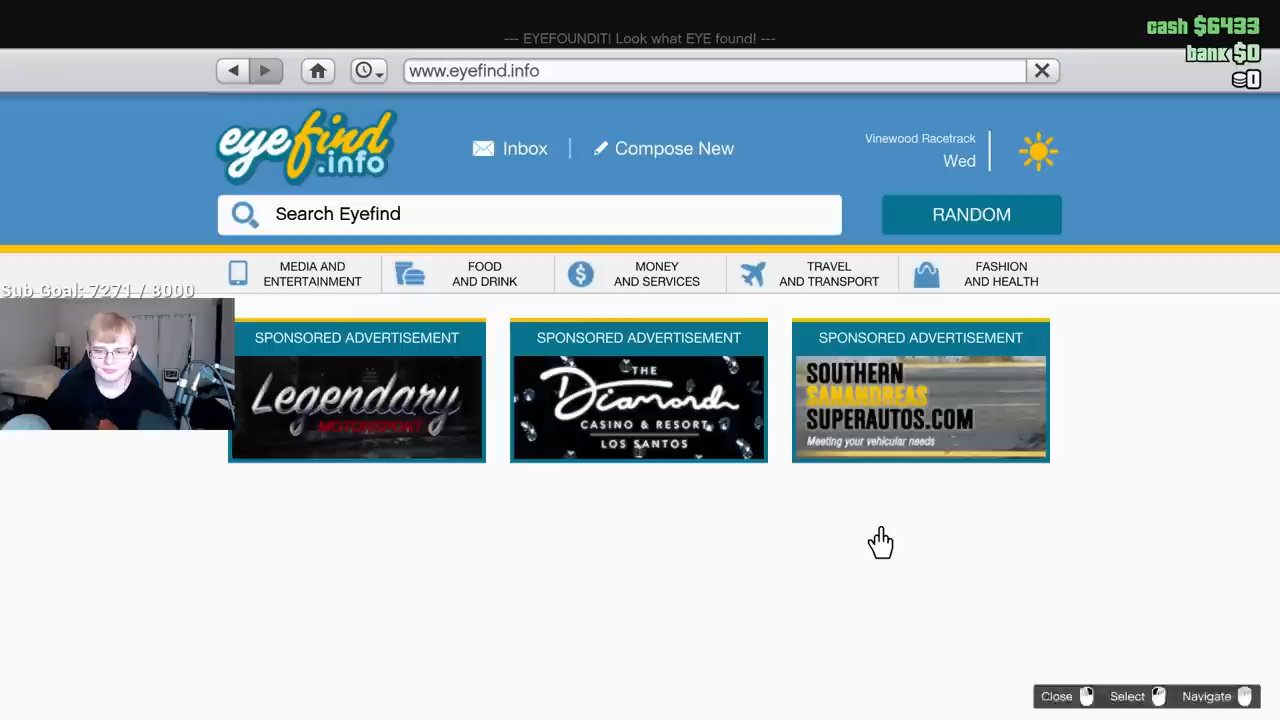 cash $6433
--- EYEFOUNDIT! Look what EYE found! ---
bank $0
0
www.eyefind.info
eyefind
.info
Inbox
Compose New
Vinewood Racetrack
Wed
Search Eyefind
RANDOM
MEDIA AND
ENTERTAINMENT
FOOD
AND DRINK
MONEY
AND SERVICES
TRAVEL
AND TRANSPORT
FASHION
AND HEALTH
Sub Goal: 7271 / 8000
SPONSORED ADVERTISEMENT
Legendary
MOTORSPORT
SPONSORED ADVERTISEMENT
THE
Diamond
CASINO & RESORT
LOS SANTOS
SPONSORED ADVERTISEMENT
SOUTHERN
SANANDREAS
SUPERAUTOS.COM
Meeting your vehicular needs
Close
Select
Navigate